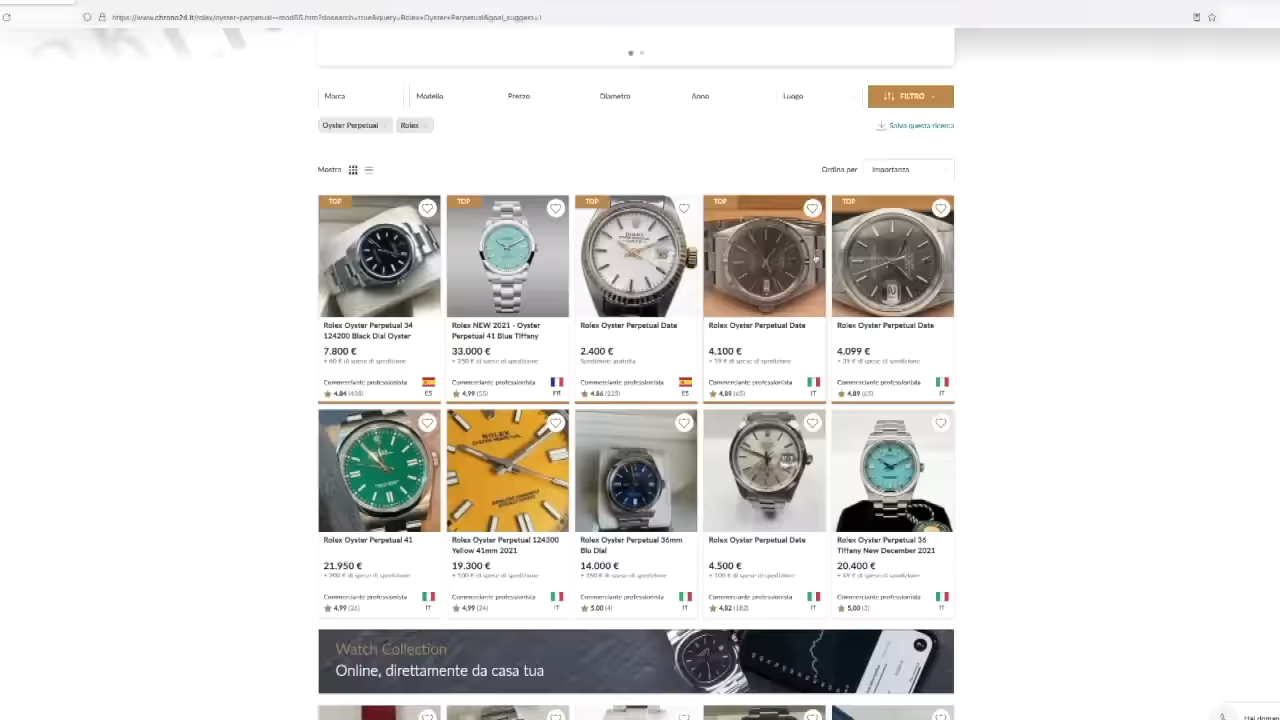 https://www.chrono24.it/rolex/oyster-perpetual--mod68.htm?dosearch=true&query=Rolex+Oyster+Perpetual&goal_suggest=1
Marca
Modello
Prezzo
Diametro
Anno
Luogo
FILTRO
Oyster Perpetual
Rolex
Salva questa ricerca
Mostra
Ordina per
Importanza
TOP
TOP
TOP
TOP
TOP
Rolex Oyster Perpetual 34
124200 Black Dial Oyster
7.800 €
+ 60 € di spese di spedizione
Commerciante professionista
4,84 (438)
ES
Rolex NEW 2021 - Oyster
Perpetual 41 Blue Tiffany
33.000 €
+ 250 € di spese di spedizione
Commerciante professionista
4,99 (55)
FR
Rolex Oyster Perpetual Date
2.400 €
Spedizione gratuita
Commerciante professionista
4,86 (225)
ES
Rolex Oyster Perpetual Date
4.100 €
+ 39 € di spese di spedizione
Commerciante professionista
4,89 (65)
IT
Rolex Oyster Perpetual Date
4.099 €
+ 39 € di spese di spedizione
Commerciante professionista
4,89 (65)
IT
ROLEX
OYSTER PERPETUAL
Rolex Oyster Perpetual 41
21.950 €
+ 200 € di spese di spedizione
Commerciante professionista
4,99 (26)
IT
Rolex Oyster Perpetual 124300
Yellow 41mm 2021
19.300 €
+ 100 € di spese di spedizione
Commerciante professionista
4,99 (24)
IT
Rolex Oyster Perpetual 36mm
Blu Dial
14.000 €
+ 150 € di spese di spedizione
Commerciante professionista
5,00 (4)
IT
Rolex Oyster Perpetual Date
4.500 €
+ 100 € di spese di spedizione
Commerciante professionista
4,82 (182)
IT
Rolex Oyster Perpetual 36
Tiffany New December 2021
20.400 €
+ 49 € di spese di spedizione
Commerciante professionista
5,00 (3)
IT
Watch Collection
Online, direttamente da casa tua